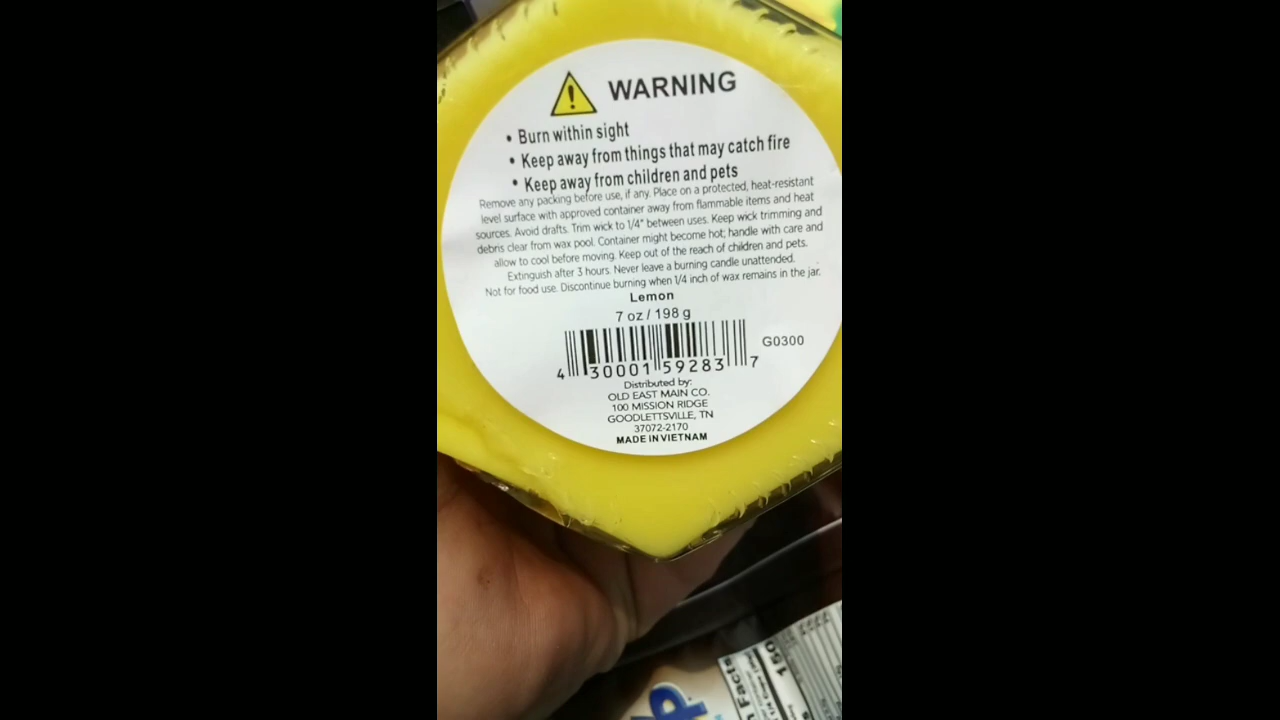 WARNING
• Burn within sight
• Keep away from things that may catch fire
• Keep away from children and pets
Remove any packing before use, if any. Place on a protected, heat-resistant
level surface with approved container away from flammable items and heat
sources. Avoid drafts. Trim wick to 1/4" between uses. Keep wick trimming and
debris clear from wax pool. Container might become hot; handle with care and
allow to cool before moving. Keep out of the reach of children and pets.
Extinguish after 3 hours. Never leave a burning candle unattended.
Not for food use. Discontinue burning when 1/4 inch of wax remains in the jar.
Lemon
7 oz / 198 g
G0300
4 30001 59283 7
Distributed by:
OLD EAST MAIN CO.
100 MISSION RIDGE
GOODLETTSVILLE, TN
37072-2170
MADE IN VIETNAM
Facts
150